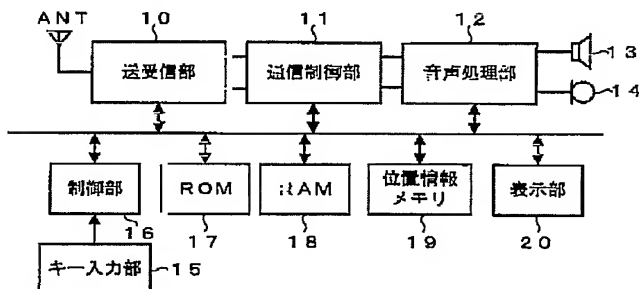 ANT
10
11
12
送受信部
通信制御部
音声処理部
13
14
制御部
ROM
RAM
位置情報
メモリ
表示部
16
17
18
19
20
キー入力部
15